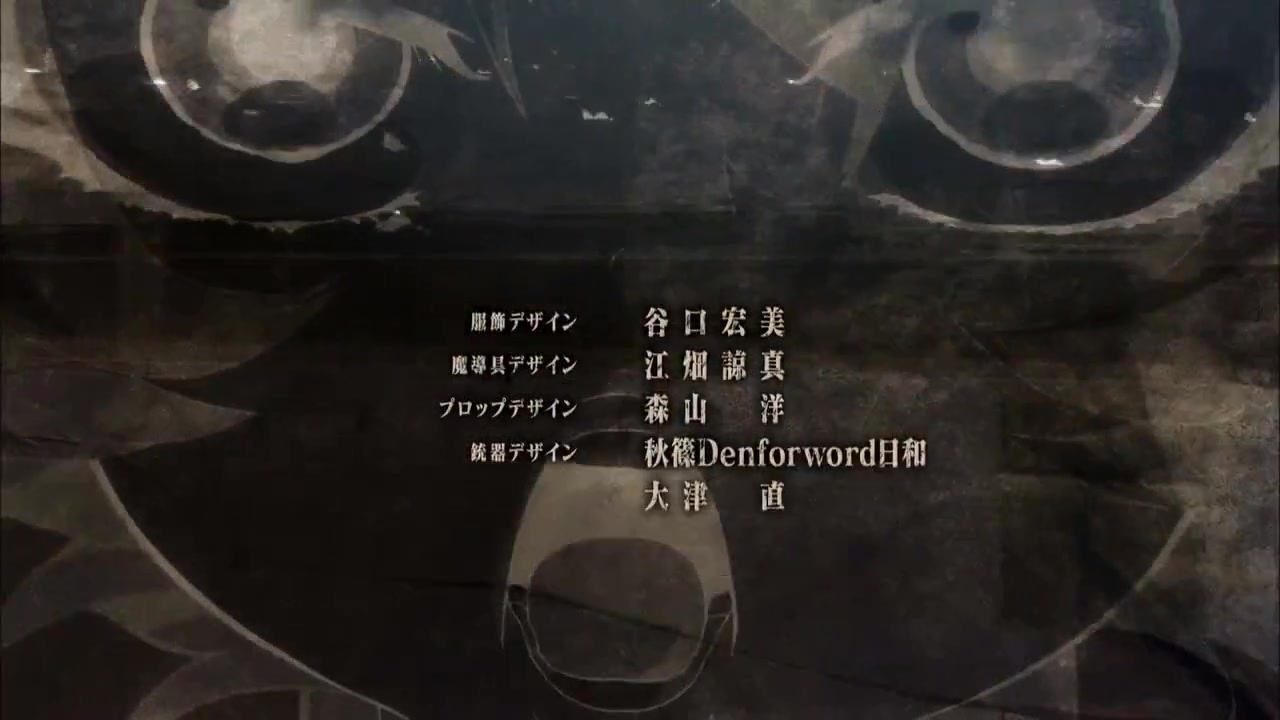 服飾デザイン 谷口宏美
魔導具デザイン 江畑諒真
プロップデザイン 森山 洋
銃器デザイン 秋篠Denforword日和
大津 直